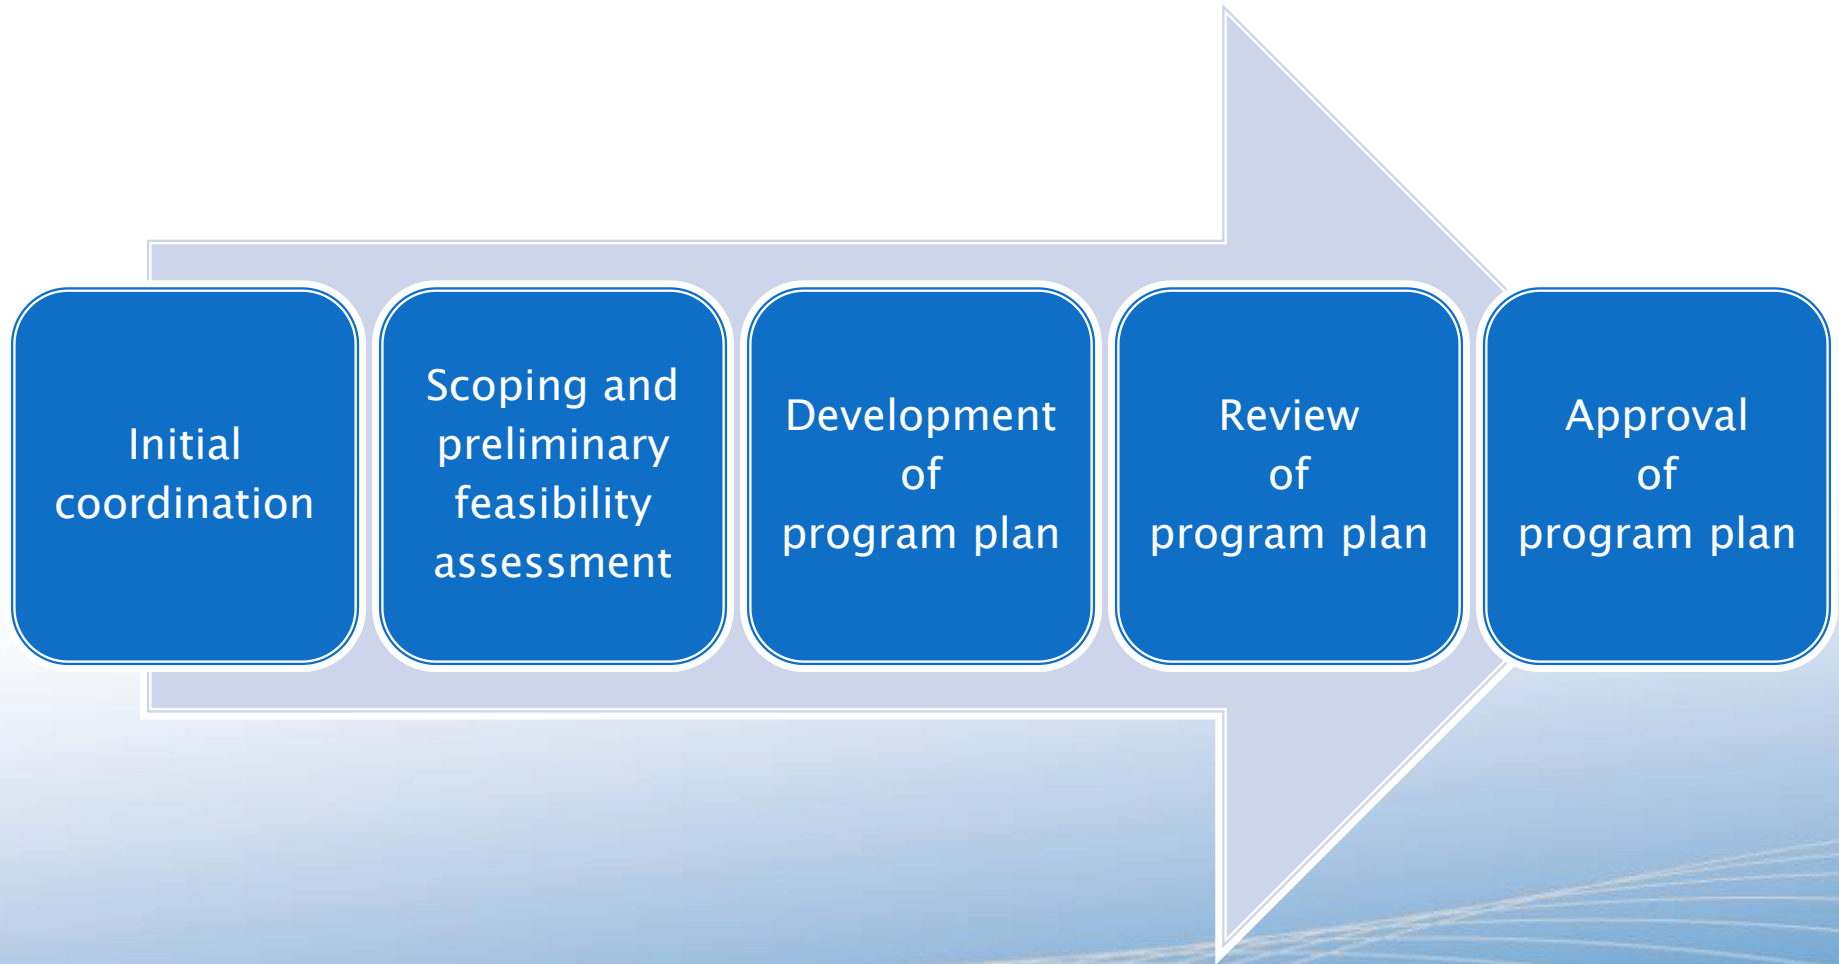 Initial
coordination
Scoping and
preliminary
feasibility
assessment
Development
of
program plan
Review
of
program plan
Approval
of
program plan